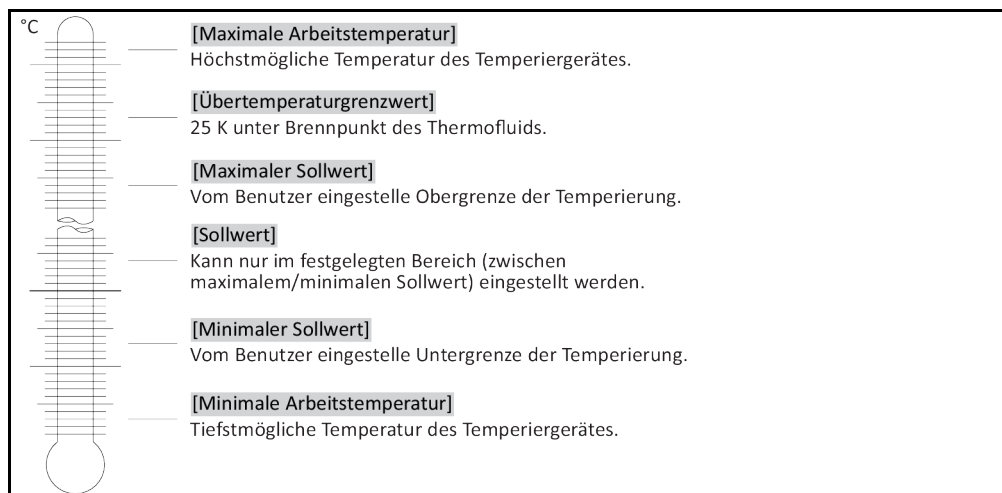 °C
[Maximale Arbeitstemperatur]
Höchstmögliche Temperatur des Temperiergerätes.
[Übertemperaturgrenzwert]
25 K unter Brennpunkt des Thermofluids.
[Maximaler Sollwert]
Vom Benutzer eingestelle Obergrenze der Temperierung.
[Sollwert]
Kann nur im festgelegten Bereich (zwischen
maximalem/minimalen Sollwert) eingestellt werden.
[Minimaler Sollwert]
Vom Benutzer eingestelle Untergrenze der Temperierung.
[Minimale Arbeitstemperatur]
Tiefstmögliche Temperatur des Temperiergerätes.